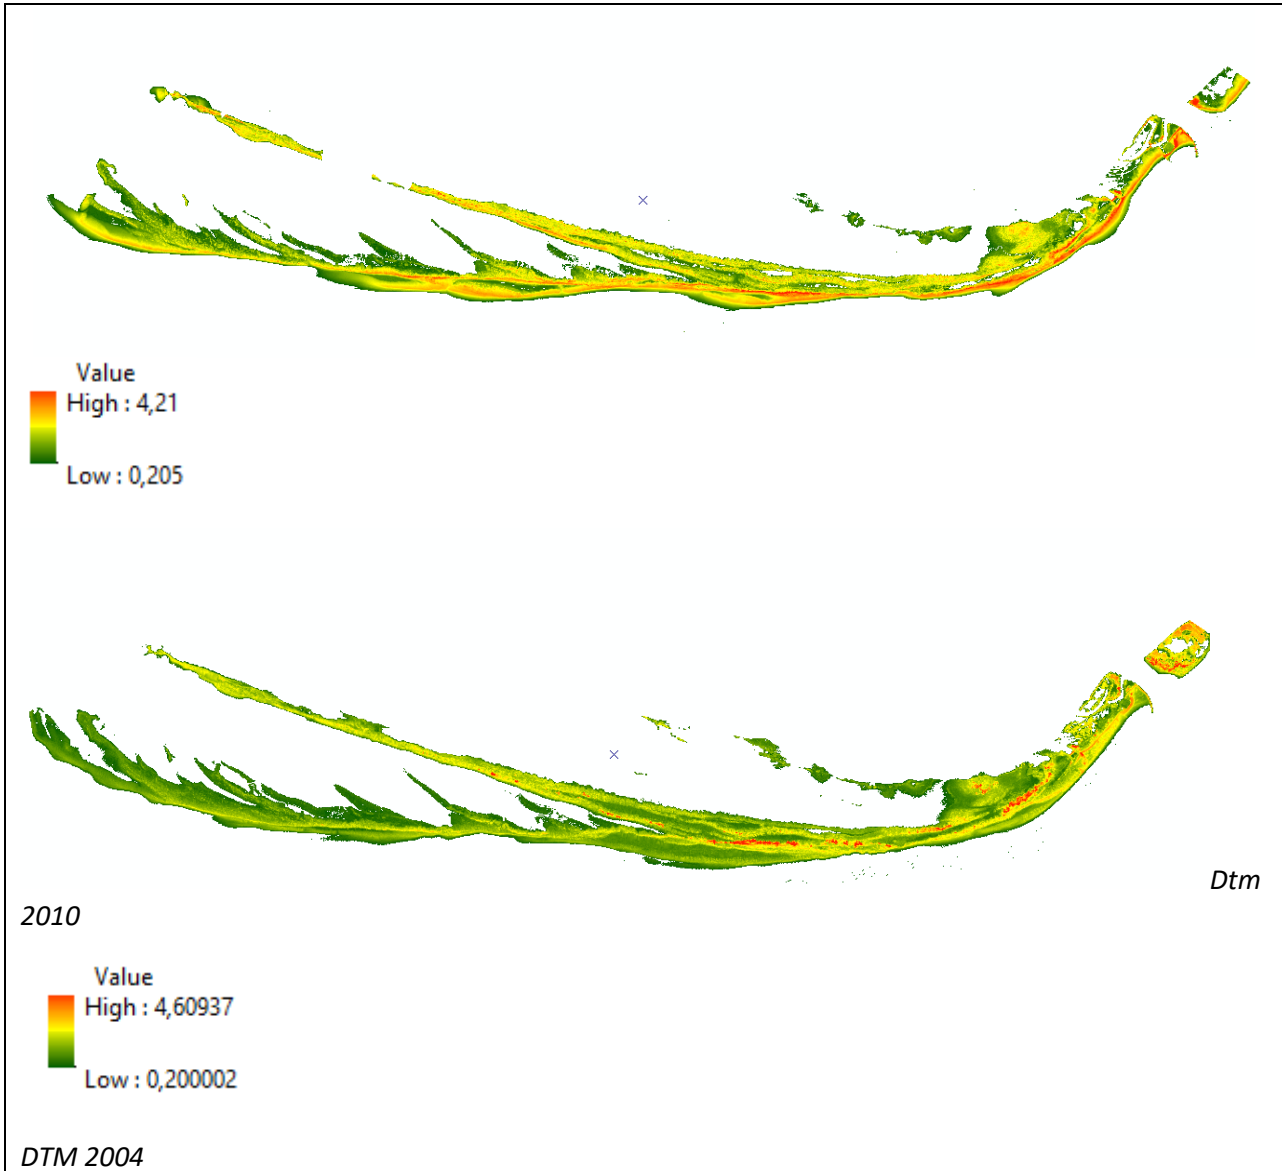 Value
High : 4,21
Low : 0,205
Dtm
2010
Value
High : 4,60937
Low : 0,200002
DTM 2004